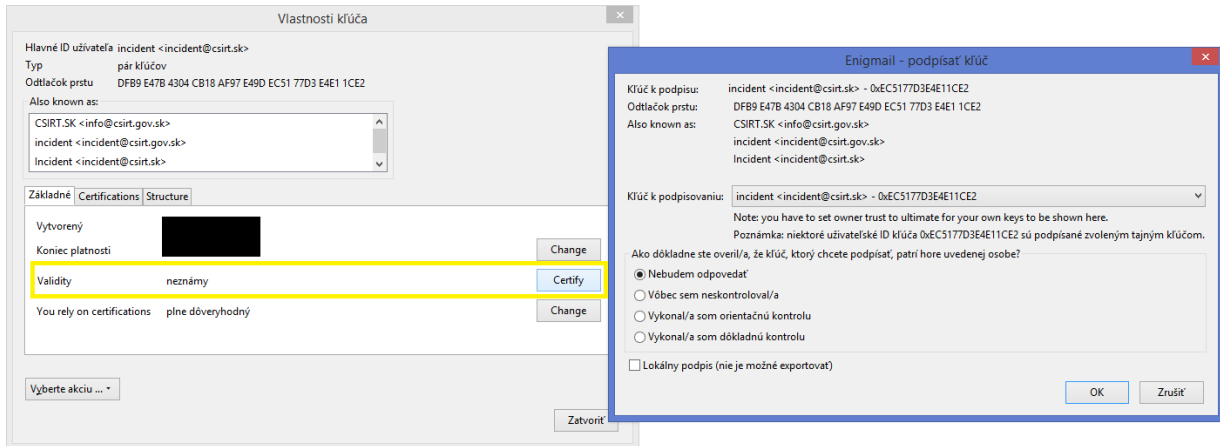 Vlastnosti kľúča
Hlavné ID užívateľa incident <incident@csirt.sk>
Typ pár kľúčov
Odtlačok prstu DFB9 E47B 4304 CB18 AF97 E49D EC51 77D3 E4E1 1CE2
Also known as:
CSIRT.SK <info@csirt.gov.sk>
incident <incident@csirt.gov.sk>
Incident <incident@csirt.sk>
Základné Certifications Structure
Vytvorený
Koniec platnosti Change
Validity neznámy Certify
You rely on certifications plne dôveryhodný Change
Vyberte akciu ...
Zatvoriť
Enigmail - podpísať kľúč
Kľúč k podpisu: incident <incident@csirt.sk> - 0xEC5177D3E4E11CE2
Odtlačok prstu: DFB9 E47B 4304 CB18 AF97 E49D EC51 77D3 E4E1 1CE2
Also known as: CSIRT.SK <info@csirt.gov.sk>
incident <incident@csirt.gov.sk>
Incident <incident@csirt.sk>
Kľúč k podpisovaniu: incident <incident@csirt.sk> - 0xEC5177D3E4E11CE2
Note: you have to set owner trust to ultimate for your own keys to be shown here.
Poznámka: niektoré uživateľské ID kľúča 0xEC5177D3E4E11CE2 sú podpísané zvoleným tajným kľúčom.
Ako dôkladne ste overil/a, že kľúč, ktorý chcete podpísať, patrí hore uvedenej osobe?
Nebudem odpovedať
Vôbec sem neskontroloval/a
Vykonal/a som orientačnú kontrolu
Vykonal/a som dôkladnú kontrolu
Lokálny podpis (nie je možné exportovať)
OK Zrušiť